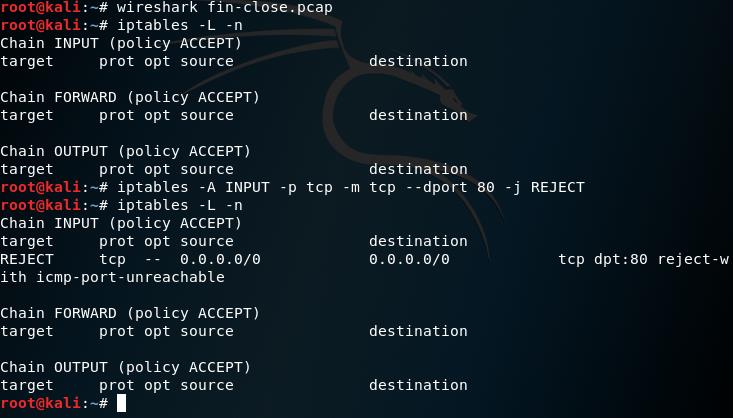 root@kali:~# wireshark fin-close.pcap
root@kali:~# iptables -L -n
Chain INPUT (policy ACCEPT)
target     prot opt source               destination

Chain FORWARD (policy ACCEPT)
target     prot opt source               destination

Chain OUTPUT (policy ACCEPT)
target     prot opt source               destination
root@kali:~# iptables -A INPUT -p tcp -m tcp --dport 80 -j REJECT
root@kali:~# iptables -L -n
Chain INPUT (policy ACCEPT)
target     prot opt source               destination
REJECT     tcp  --  0.0.0.0/0            0.0.0.0/0            tcp dpt:80 reject-w
ith icmp-port-unreachable

Chain FORWARD (policy ACCEPT)
target     prot opt source               destination

Chain OUTPUT (policy ACCEPT)
target     prot opt source               destination
root@kali:~#